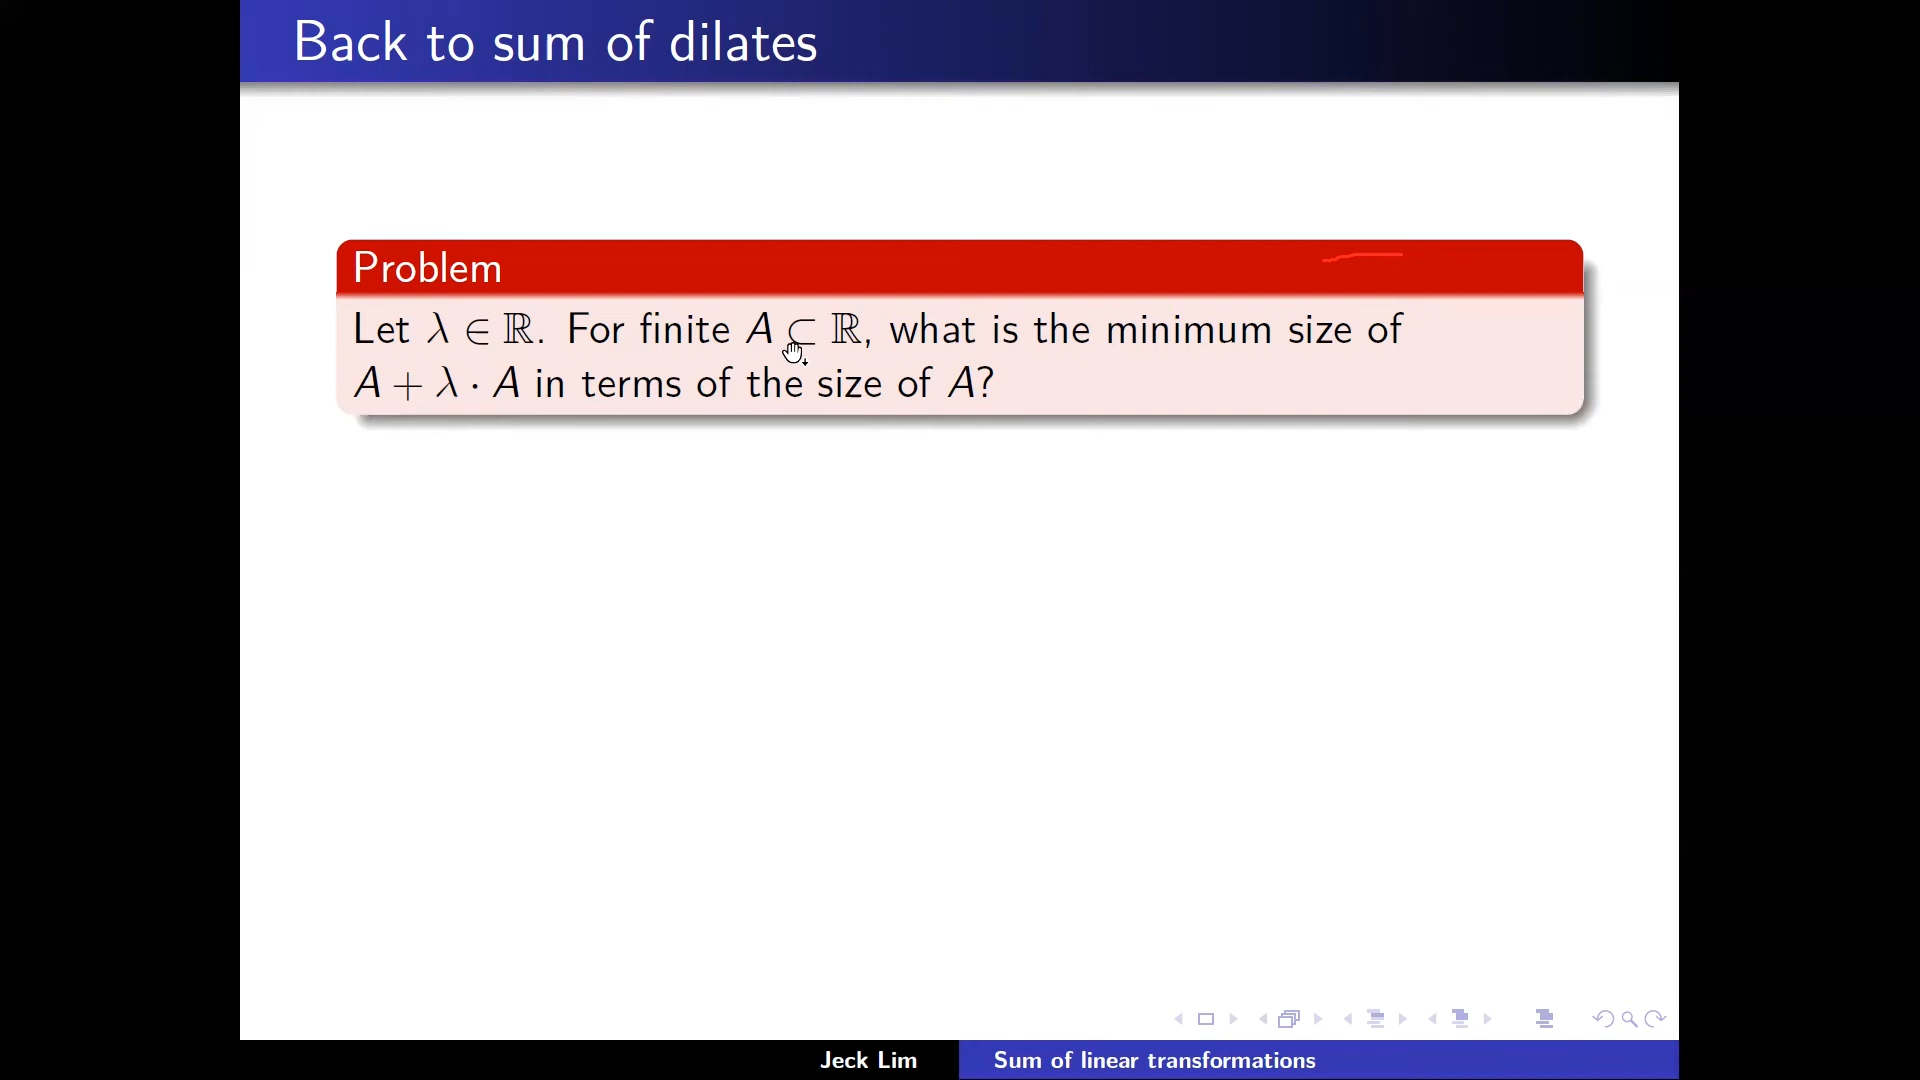 Back to sum of dilates
Problem
Let λ ∈ ℝ. For finite A ⊂ ℝ, what is the minimum size of
A + λ · A in terms of the size of A?
Jeck Lim
Sum of linear transformations